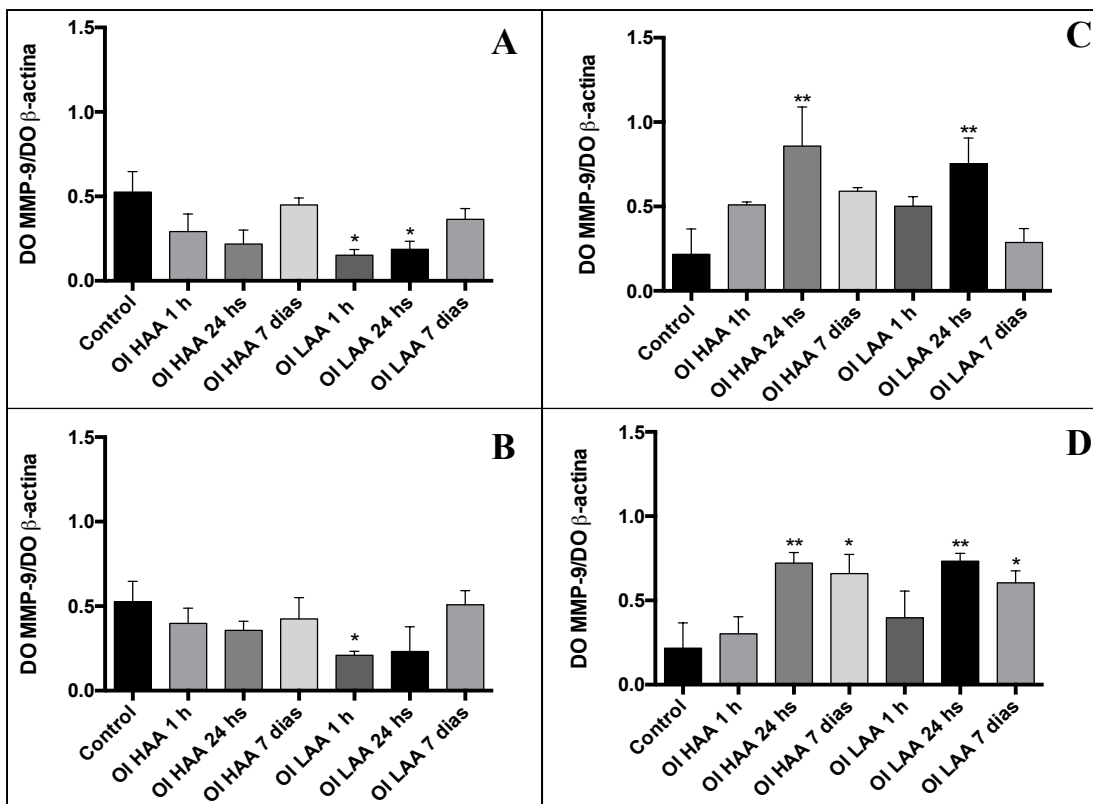 A
DO MMP-9/DO β-actina
1.5
1.0
0.5
0.0
*
*
Control
OI HAA 1 h
OI HAA 24 hs
OI HAA 7 dias
OI LAA 1 h
OI LAA 24 hs
OI LAA 7 dias
C
DO MMP-9/DO β-actina
1.5
1.0
0.5
0.0
**
**
Control
OI HAA 1h
OI HAA 24 hs
OI HAA 7 dias
OI LAA 1 h
OI LAA 24 hs
OI LAA 7 dias
B
DO MMP-9/DO β-actina
1.5
1.0
0.5
0.0
*
Control
OI HAA 1 h
OI HAA 24 hs
OI HAA 7 dias
OI LAA 1 h
OI LAA 24 hs
OI LAA 7 dias
D
DO MMP-9/DO β-actina
1.5
1.0
0.5
0.0
**
*
**
*
Control
OI HAA 1 h
OI HAA 24 hs
OI HAA 7 dias
OI LAA 1 h
OI LAA 24 hs
OI LAA 7 dias